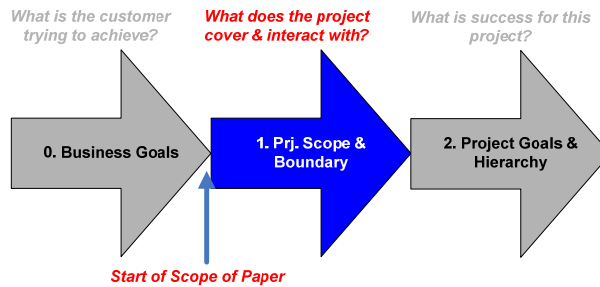 What is the customer
trying to achieve?
What does the project
cover & interact with?
What is success for this
project?
0. Business Goals
1. Prj. Scope &
Boundary
2. Project Goals &
Hierarchy
Start of Scope of Paper